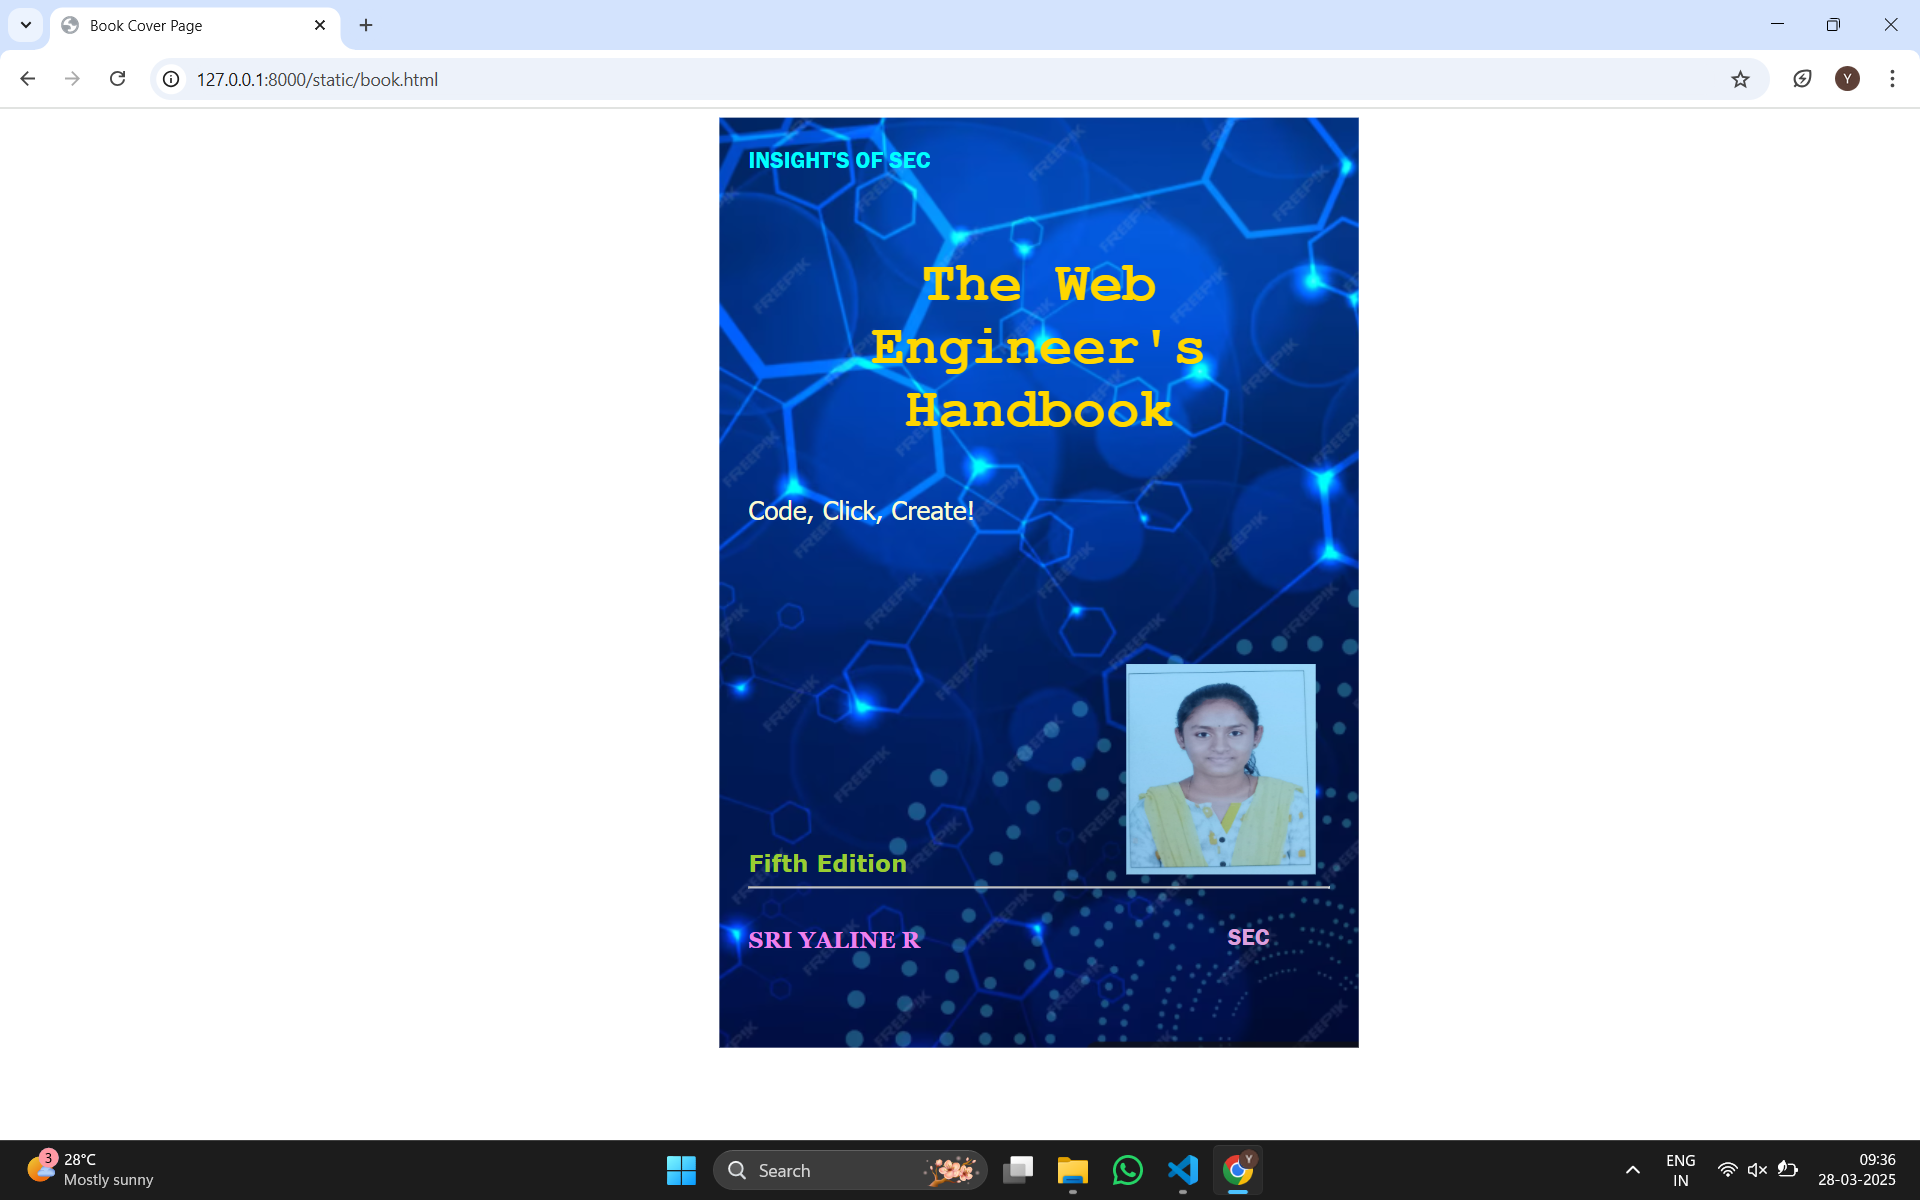 Book Cover Page
127.0.0.1:8000/static/book.html
Y
INSIGHT'S OF SEC
The Web
Engineer's
Handbook
Code, Click, Create!
Fifth Edition
SRI YALINE R
SEC
FREEPIK
3
28°C
Mostly sunny
Search
Y
ENG
IN
09:36
28-03-2025